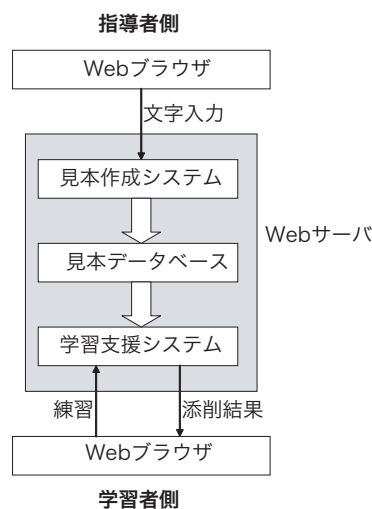 指導者側
Webブラウザ
文字入力
見本作成システム
Webサーバ
見本データベース
学習支援システム
練習
添削結果
Webブラウザ
学習者側